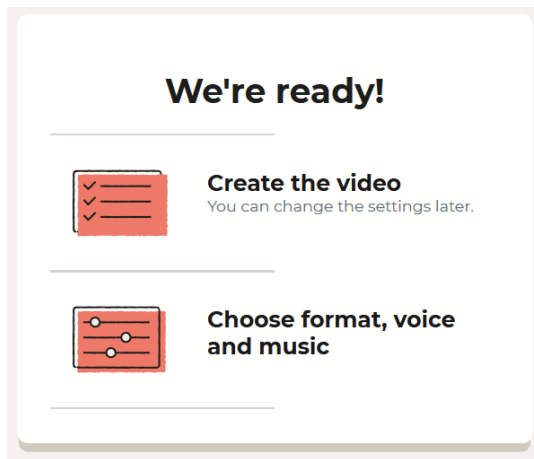 We're ready!
Create the video
You can change the settings later.
Choose format, voice
and music